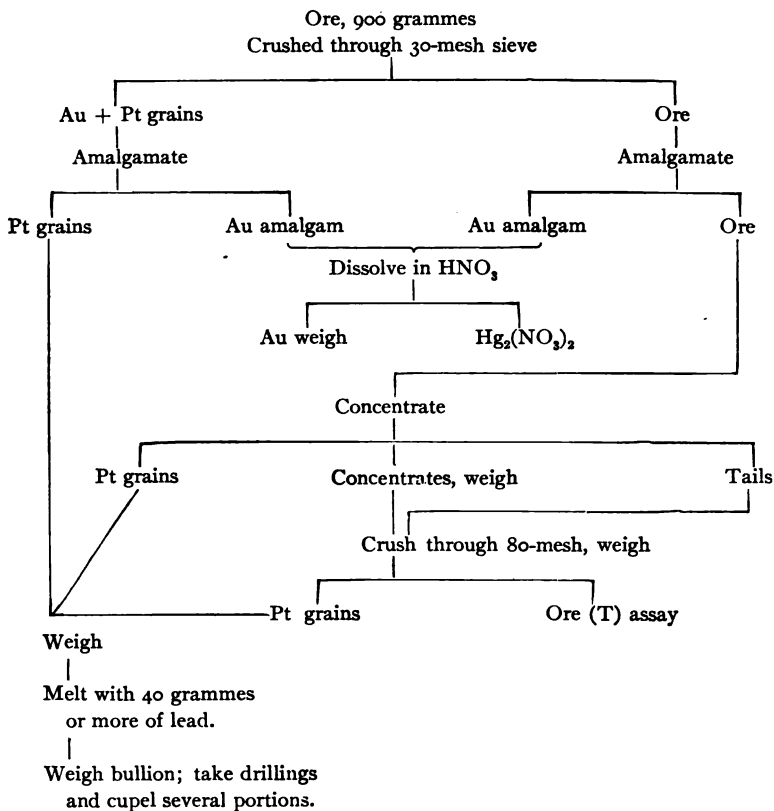 Ore, 900 grammes
Crushed through 30-mesh sieve
Au + Pt grains
Ore
Amalgamate
Amalgamate
Pt grains
Au amalgam
Au amalgam
Ore
Dissolve in HNO₃
Au weigh
Hg₂(NO₃)₂
Concentrate
Pt grains
Concentrates, weigh
Tails
Crush through 80-mesh, weigh
Pt grains
Ore (T) assay
Weigh
Melt with 40 grammes
or more of lead.
Weigh bullion; take drillings
and cupel several portions.